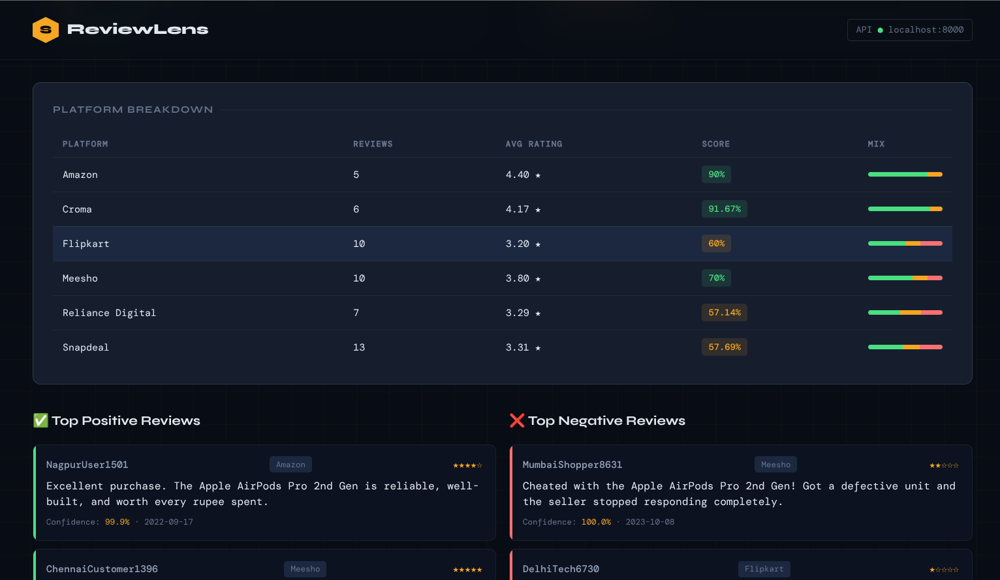 S ReviewLens
API ● localhost:8000
PLATFORM BREAKDOWN
PLATFORM REVIEWS AVG RATING SCORE MIX
Amazon 5 4.40 ★ 90%
Croma 6 4.17 ★ 91.67%
Flipkart 10 3.20 ★ 60%
Meesho 10 3.80 ★ 70%
Reliance Digital 7 3.29 ★ 57.14%
Snapdeal 13 3.31 ★ 57.69%
✅ Top Positive Reviews
NagpurUser1501 Amazon ★★★★☆
Excellent purchase. The Apple AirPods Pro 2nd Gen is reliable, well-
built, and worth every rupee spent.
Confidence: 99.9% · 2022-09-17
ChennaiCustomer1396 Meesho ★★★★★
❌ Top Negative Reviews
MumbaiShopper8631 Meesho ★★☆☆☆
Cheated with the Apple AirPods Pro 2nd Gen! Got a defective unit and
the seller stopped responding completely.
Confidence: 100.0% · 2023-10-08
DelhiTech6730 Flipkart ★☆☆☆☆